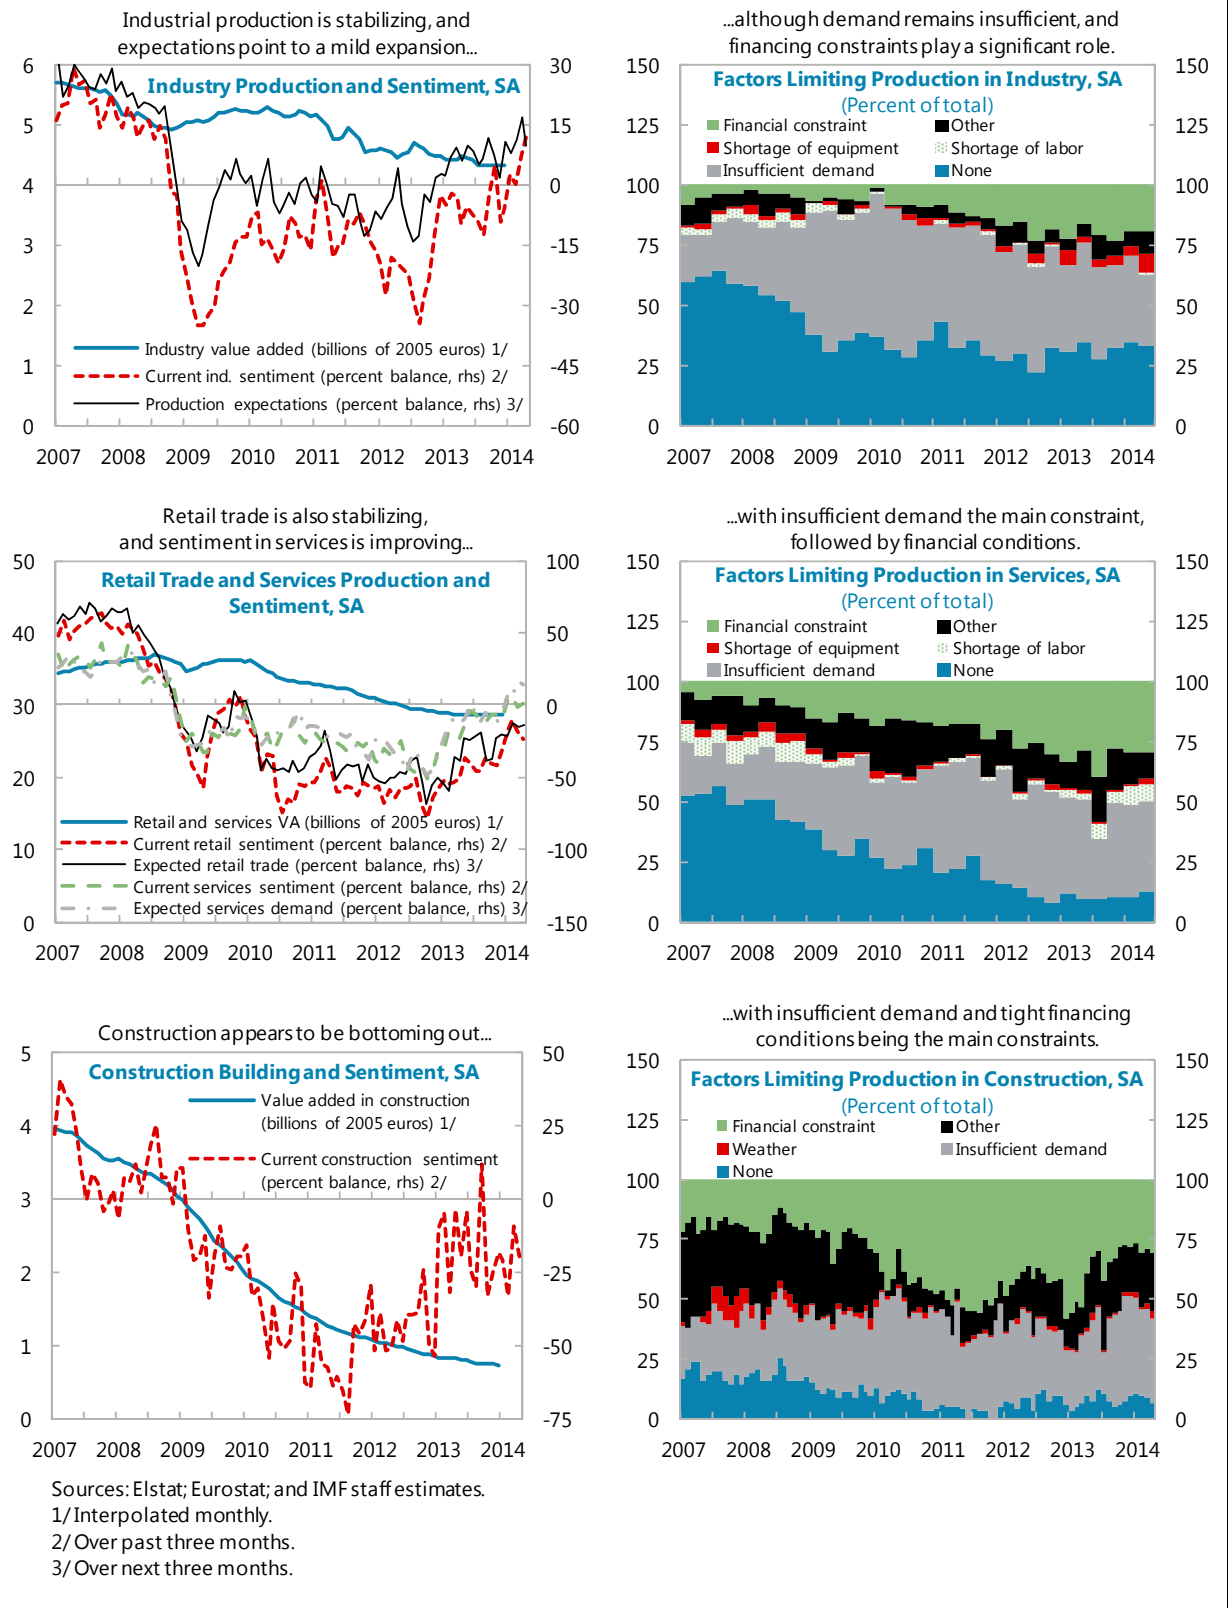 Industrial production is stabilizing, and
expectations point to a mild expansion...
6
5
4
3
2
1
0
30
15
0
-15
-30
-45
-60
Industry Production and Sentiment, SA
Industry value added (billions of 2005 euros) 1/
Current ind. sentiment (percent balance, rhs) 2/
Production expectations (percent balance, rhs) 3/
2007 2008 2009 2010 2011 2012 2013 2014
...although demand remains insufficient, and
financing constraints play a significant role.
150
125
100
75
50
25
0
150
125
100
75
50
25
0
Factors Limiting Production in Industry, SA
(Percent of total)
Financial constraint
Other
Shortage of equipment
Shortage of labor
Insufficient demand
None
2007 2008 2009 2010 2011 2012 2013 2014
Retail trade is also stabilizing,
and sentiment in services is improving...
50
40
30
20
10
0
100
50
0
-50
-100
-150
Retail Trade and Services Production and
Sentiment, SA
Retail and services VA (billions of 2005 euros) 1/
Current retail sentiment (percent balance, rhs) 2/
Expected retail trade (percent balance, rhs) 3/
Current services sentiment (percent balance, rhs) 2/
Expected services demand (percent balance, rhs) 3/
2007 2008 2009 2010 2011 2012 2013 2014
...with insufficient demand the main constraint,
followed by financial conditions.
150
125
100
75
50
25
0
150
125
100
75
50
25
0
Factors Limiting Production in Services, SA
(Percent of total)
Financial constraint
Other
Shortage of equipment
Shortage of labor
Insufficient demand
None
2007 2008 2009 2010 2011 2012 2013 2014
Construction appears to be bottoming out...
5
4
3
2
1
0
50
25
0
-25
-50
-75
Construction Building and Sentiment, SA
Value added in construction
(billions of 2005 euros) 1/
Current construction sentiment
(percent balance, rhs) 2/
2007 2008 2009 2010 2011 2012 2013 2014
...with insufficient demand and tight financing
conditions being the main constraints.
150
125
100
75
50
25
0
150
125
100
75
50
25
0
Factors Limiting Production in Construction, SA
(Percent of total)
Financial constraint
Other
Weather
Insufficient demand
None
2007 2008 2009 2010 2011 2012 2013 2014
Sources: Elstat; Eurostat; and IMF staff estimates.
1/ Interpolated monthly.
2/ Over past three months.
3/ Over next three months.